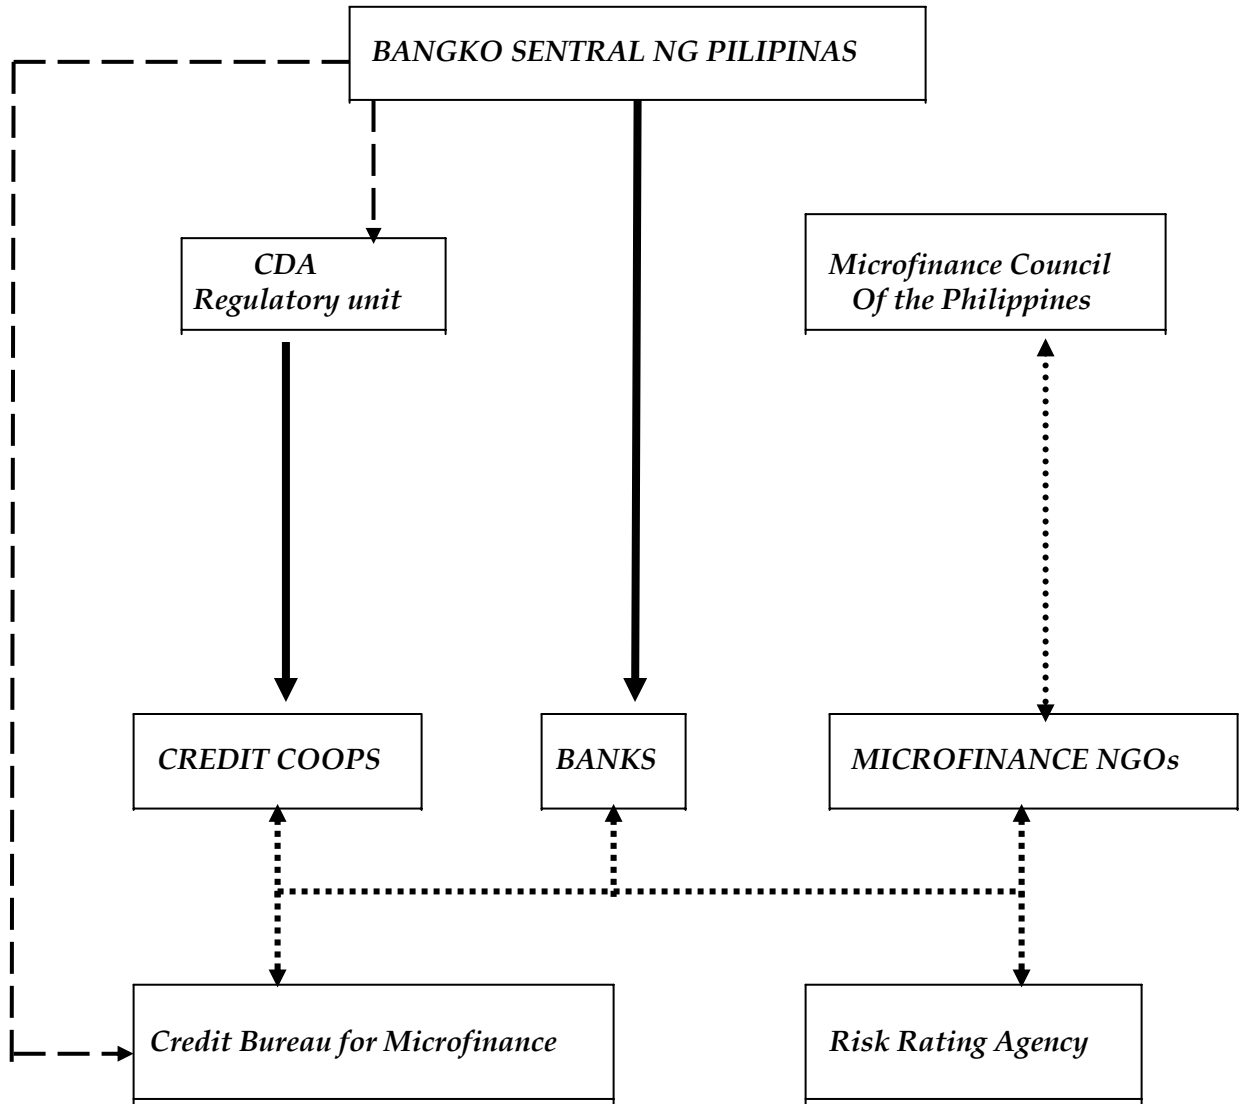 BANGKO SENTRAL NG PILIPINAS
CDA
Regulatory unit
Microfinance Council
Of the Philippines
CREDIT COOPS
BANKS
MICROFINANCE NGOs
Credit Bureau for Microfinance
Risk Rating Agency